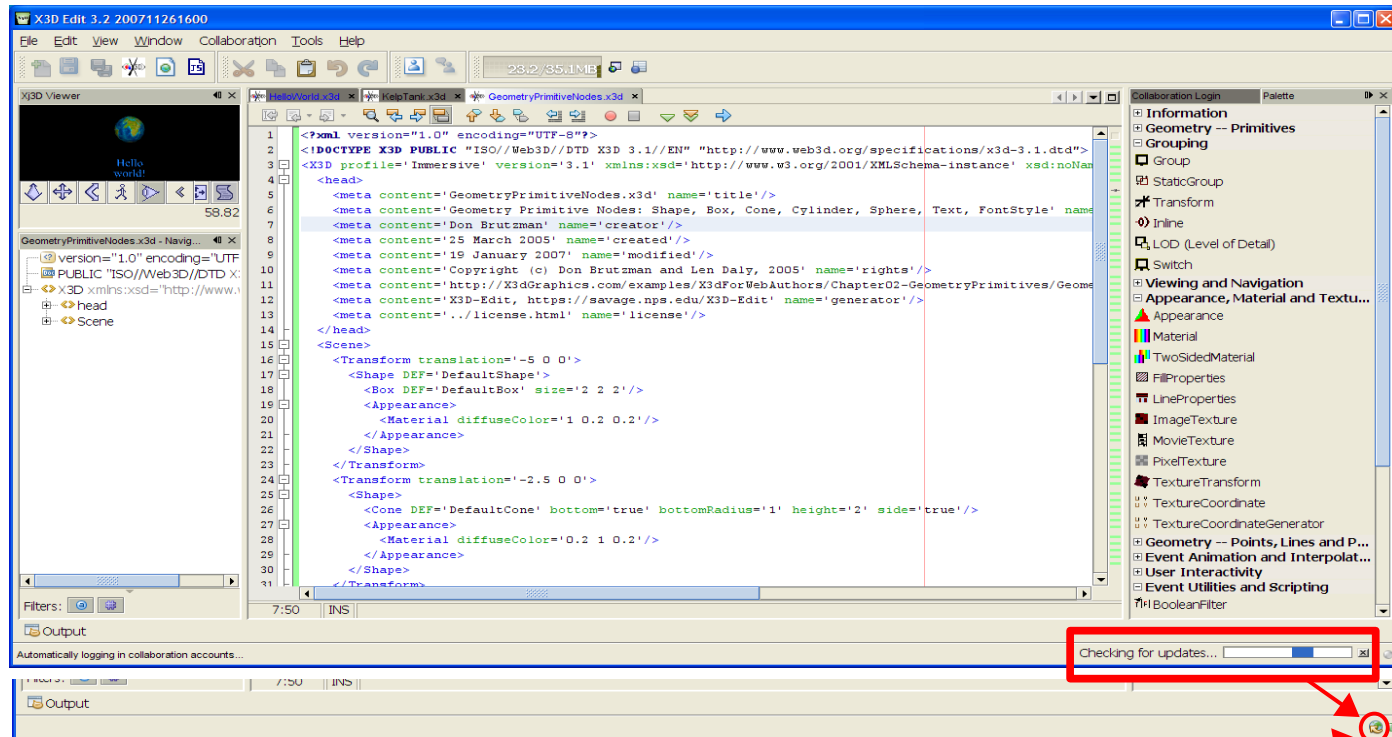 X3D Edit 3.2 200711261600
File Edit View Window Collaboration Tools Help
23.2/35.1MB
Xj3D Viewer
Hello
world!
58.82
GeometryPrimitiveNodes.x3d - Navig...
version="1.0" encoding="UTF
PUBLIC "ISO//Web3D//DTD X
X3D xmlns:xsd="http://www.
head
Scene
Filters:
HelloWorld.x3d KelpTank.x3d GeometryPrimitiveNodes.x3d
1 <?xml version="1.0" encoding="UTF-8"?>
2 <!DOCTYPE X3D PUBLIC "ISO//Web3D//DTD X3D 3.1//EN" "http://www.web3d.org/specifications/x3d-3.1.dtd">
3 <X3D profile='Immersive' version='3.1' xmlns:xsd='http://www.w3.org/2001/XMLSchema-instance' xsd:noNam
4 <head>
5 <meta content='GeometryPrimitiveNodes.x3d' name='title'/>
6 <meta content='Geometry Primitive Nodes: Shape, Box, Cone, Cylinder, Sphere, Text, FontStyle' name
7 <meta content='Don Brutzman' name='creator'/>
8 <meta content='25 March 2005' name='created'/>
9 <meta content='19 January 2007' name='modified'/>
10 <meta content='Copyright (c) Don Brutzman and Len Daly, 2005' name='rights'/>
11 <meta content='http://X3dGraphics.com/examples/X3dForWebAuthors/Chapter02-GeometryPrimitives/Geome
12 <meta content='X3D-Edit, https://savage.nps.edu/X3D-Edit' name='generator'/>
13 <meta content='../license.html' name='license'/>
14 </head>
15 <Scene>
16 <Transform translation='-5 0 0'>
17 <Shape DEF='DefaultShape'>
18 <Box DEF='DefaultBox' size='2 2 2'/>
19 <Appearance>
20 <Material diffuseColor='1 0.2 0.2'/>
21 </Appearance>
22 </Shape>
23 </Transform>
24 <Transform translation='-2.5 0 0'>
25 <Shape>
26 <Cone DEF='DefaultCone' bottom='true' bottomRadius='1' height='2' side='true'/>
27 <Appearance>
28 <Material diffuseColor='0.2 1 0.2'/>
29 </Appearance>
30 </Shape>
31 </Transform>
7:50 INS
Collaboration Login Palette
Information
Geometry -- Primitives
Grouping
Group
StaticGroup
Transform
Inline
LOD (Level of Detail)
Switch
Viewing and Navigation
Appearance, Material and Textu...
Appearance
Material
TwoSidedMaterial
FillProperties
LineProperties
ImageTexture
MovieTexture
PixelTexture
TextureTransform
TextureCoordinate
TextureCoordinateGenerator
Geometry -- Points, Lines and P...
Event Animation and Interpolat...
User Interactivity
Event Utilities and Scripting
BooleanFilter
Output
Automatically logging in collaboration accounts...
Checking for updates...
Filters:
7:50 INS
Output